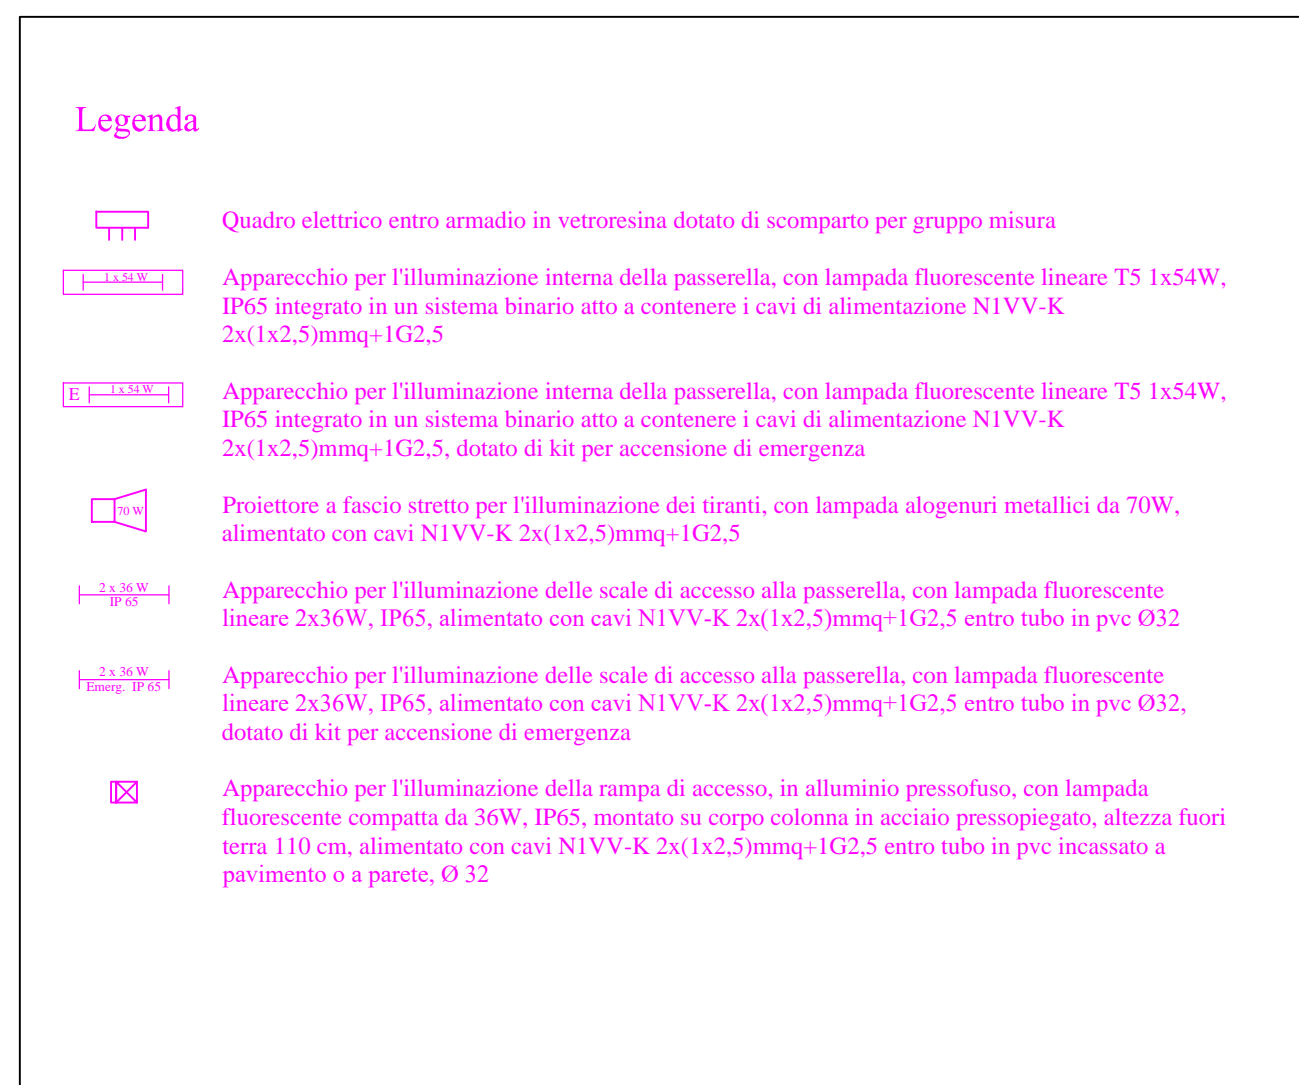 Legenda
Quadro elettrico entro armadio in vetroresina dotato di scomparto per gruppo misura
1 x 54 W
Apparecchio per l'illuminazione interna della passerella, con lampada fluorescente lineare T5 1x54W,
IP65 integrato in un sistema binario atto a contenere i cavi di alimentazione N1VV-K
2x(1x2,5)mmq+1G2,5
E 1 x 54 W
Apparecchio per l'illuminazione interna della passerella, con lampada fluorescente lineare T5 1x54W,
IP65 integrato in un sistema binario atto a contenere i cavi di alimentazione N1VV-K
2x(1x2,5)mmq+1G2,5, dotato di kit per accensione di emergenza
70 W
Proiettore a fascio stretto per l'illuminazione dei tiranti, con lampada alogenuri metallici da 70W,
alimentato con cavi N1VV-K 2x(1x2,5)mmq+1G2,5
2 x 36 W
IP 65
Apparecchio per l'illuminazione delle scale di accesso alla passerella, con lampada fluorescente
lineare 2x36W, IP65, alimentato con cavi N1VV-K 2x(1x2,5)mmq+1G2,5 entro tubo in pvc Ø32
2 x 36 W
Emerg. IP 65
Apparecchio per l'illuminazione delle scale di accesso alla passerella, con lampada fluorescente
lineare 2x36W, IP65, alimentato con cavi N1VV-K 2x(1x2,5)mmq+1G2,5 entro tubo in pvc Ø32,
dotato di kit per accensione di emergenza
Apparecchio per l'illuminazione della rampa di accesso, in alluminio pressofuso, con lampada
fluorescente compatta da 36W, IP65, montato su corpo colonna in acciaio pressopiegato, altezza fuori
terra 110 cm, alimentato con cavi N1VV-K 2x(1x2,5)mmq+1G2,5 entro tubo in pvc incassato a
pavimento o a parete, Ø 32